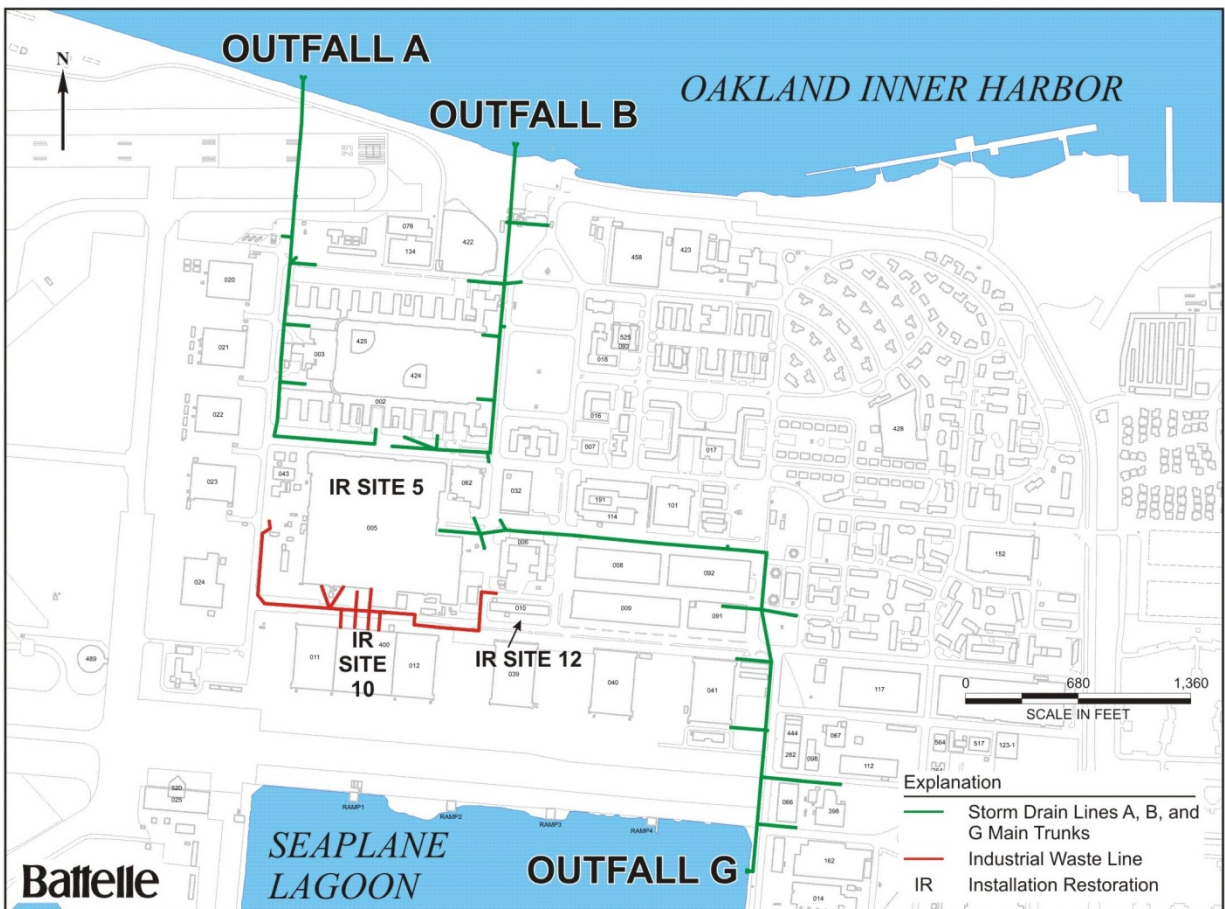 OUTFALL A
N
OAKLAND INNER HARBOR
OUTFALL B
076
134
422
458
423
020
425
525
021
003
018
424
002
022
016
428
007
017
043
IR SITE 5
062
032
191
101
023
005
114
152
006
008
092
024
010
009
091
IR
SITE
10
400
011
012
IR SITE 12
489
039
040
041
117
0
680
1,360
SCALE IN FEET
444
067
564
517
123-1
282
098
112
520
025
RAMP1
RAMP2
RAMP3
RAMP4
066
398
SEAPLANE
LAGOON
OUTFALL G
162
014
Battelle
Explanation
Storm Drain Lines A, B, and
G Main Trunks
Industrial Waste Line
IR Installation Restoration